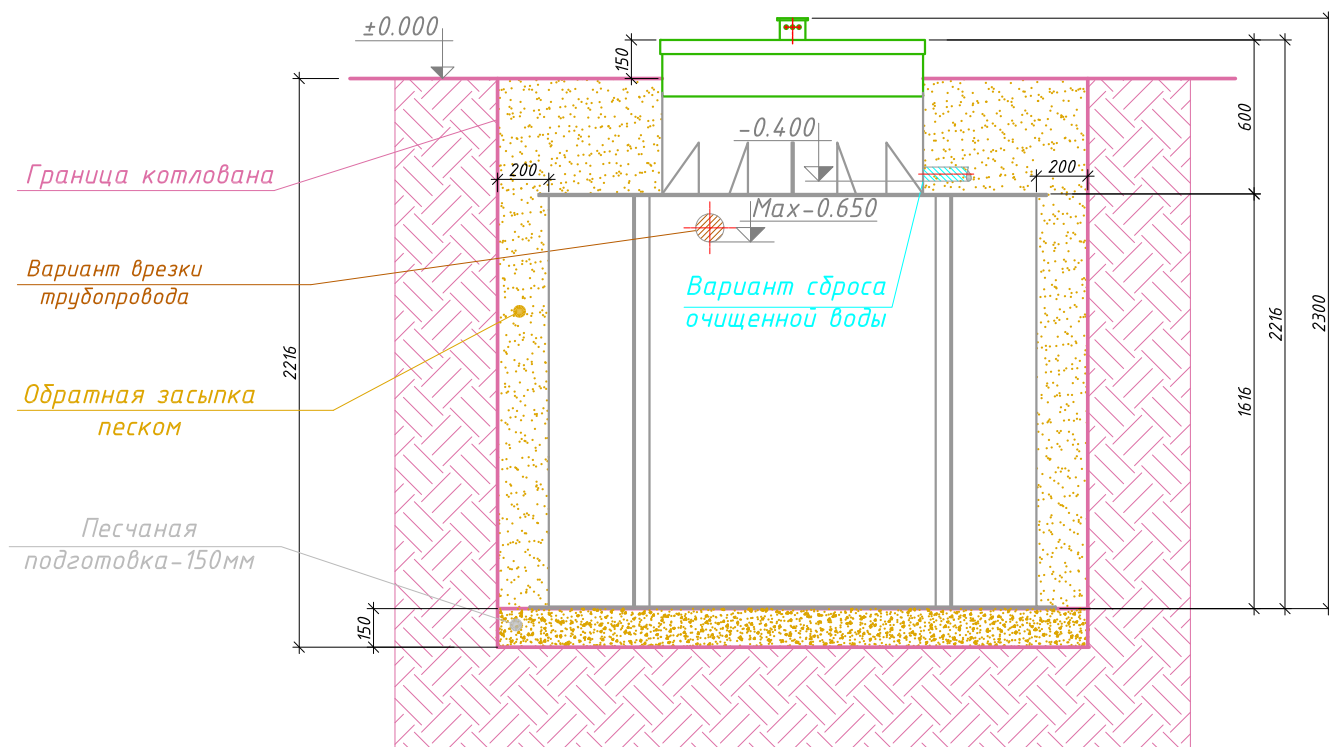 ±0.000
150
-0.400
600
200
200
Граница котлована
Max-0.650
Вариант врезки
трубопровода
Вариант сброса
очищенной воды
2216
2216
2300
Обратная засыпка
песком
1616
Песчаная
подготовка-150мм
150